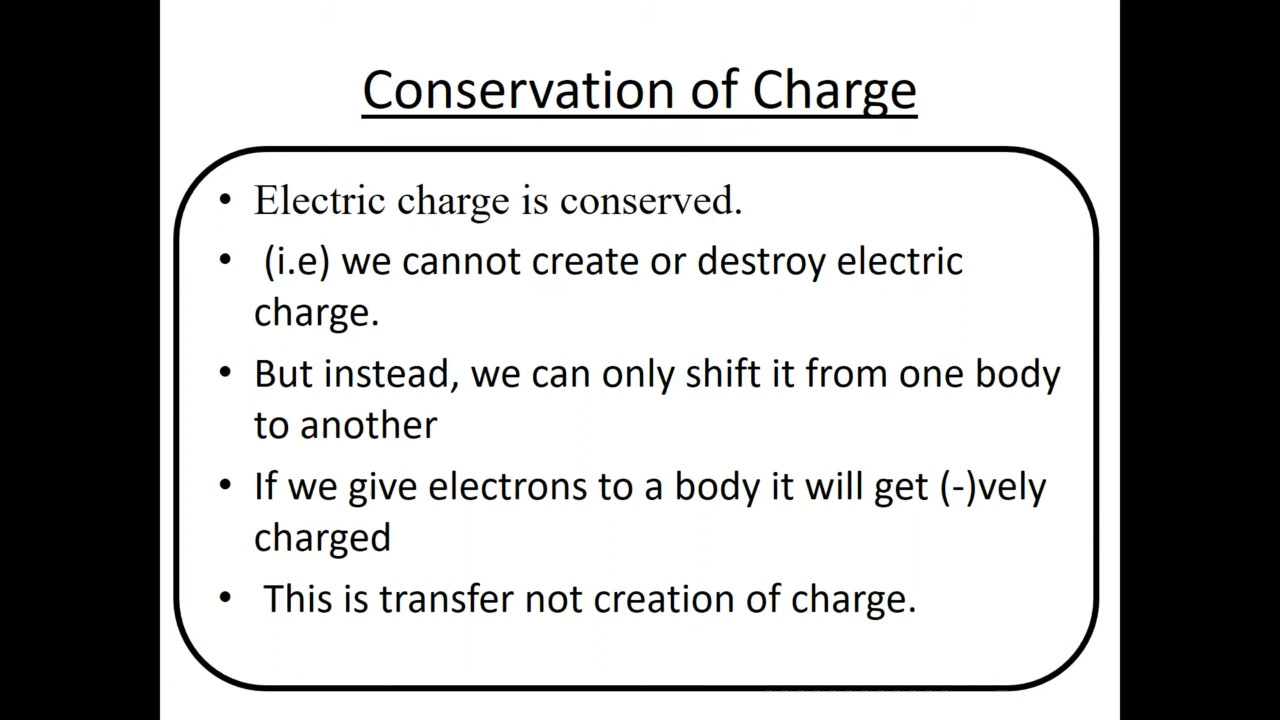 Conservation of Charge
• Electric charge is conserved.
• (i.e) we cannot create or destroy electric
charge.
• But instead, we can only shift it from one body
to another
• If we give electrons to a body it will get (-)vely
charged
• This is transfer not creation of charge.